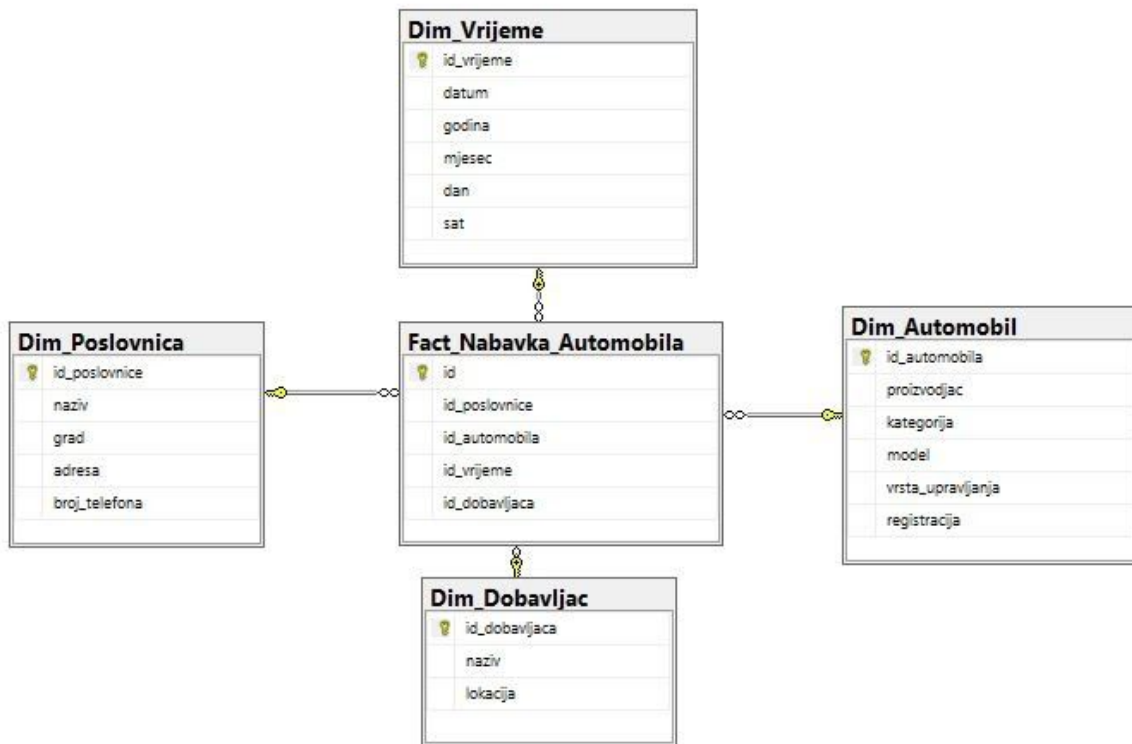 Dim_Vrijeme
id_vrijeme
datum
godina
mjesec
dan
sat
Dim_Poslovnica
id_poslovnice
naziv
grad
adresa
broj_telefona
Fact_Nabavka_Automobila
id
id_poslovnice
id_automobila
id_vrijeme
id_dobavljaca
Dim_Automobil
id_automobila
proizvodjac
kategorija
model
vrsta_upravljanja
registracija
Dim_Dobavljac
id_dobavljaca
naziv
lokacija